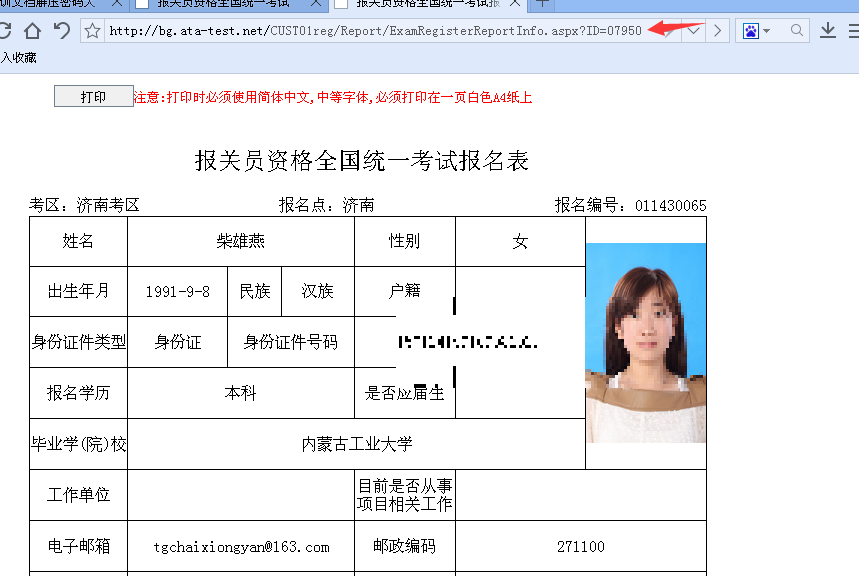 训文档解压密码大
报关员资格全国统一考试
报关员资格全国统一考试报
http://bg.ata-test.net/CUST01reg/Report/ExamRegisterReportInfo.aspx?ID=07950
入收藏
打印 注意:打印时必须使用简体中文,中等字体,必须打印在一页白色A4纸上
报关员资格全国统一考试报名表
考区: 济南考区 报名点: 济南 报名编号: 011430065
姓名 柴雄燕 性别 女
出生年月 1991-9-8 民族 汉族 户籍
身份证件类型 身份证 身份证件号码
报名学历 本科 是否应届生
毕业学(院)校 内蒙古工业大学
工作单位 目前是否从事
项目相关工作
电子邮箱 tgchaixiongyan@163.com 邮政编码 271100